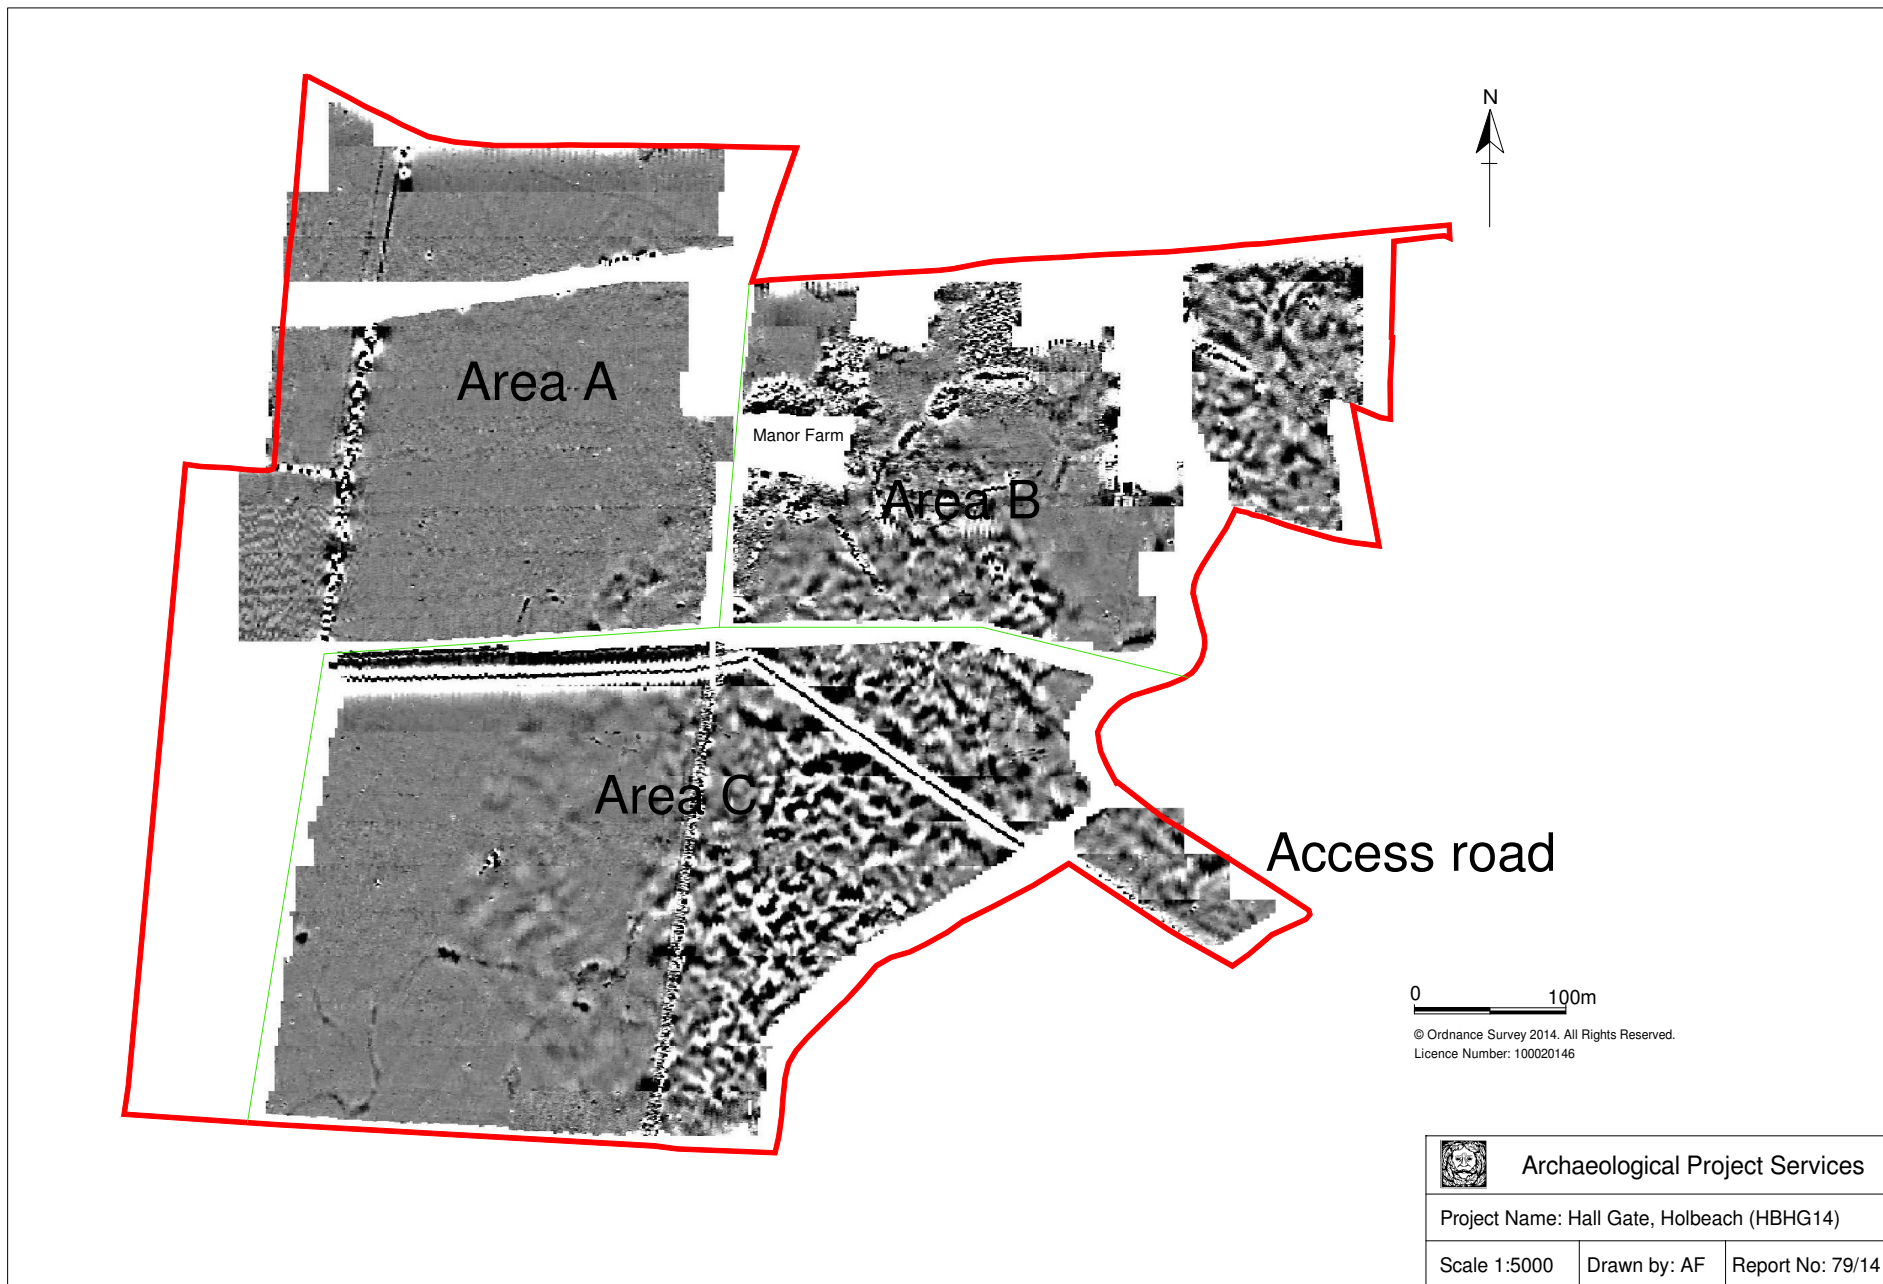 N
Area A
Manor Farm
Area B
Area C
Access road
0 100m
© Ordnance Survey 2014. All Rights Reserved.
Licence Number: 100020146
Archaeological Project Services
Project Name: Hall Gate, Holbeach (HBHG14)
Scale 1:5000 Drawn by: AF Report No: 79/14